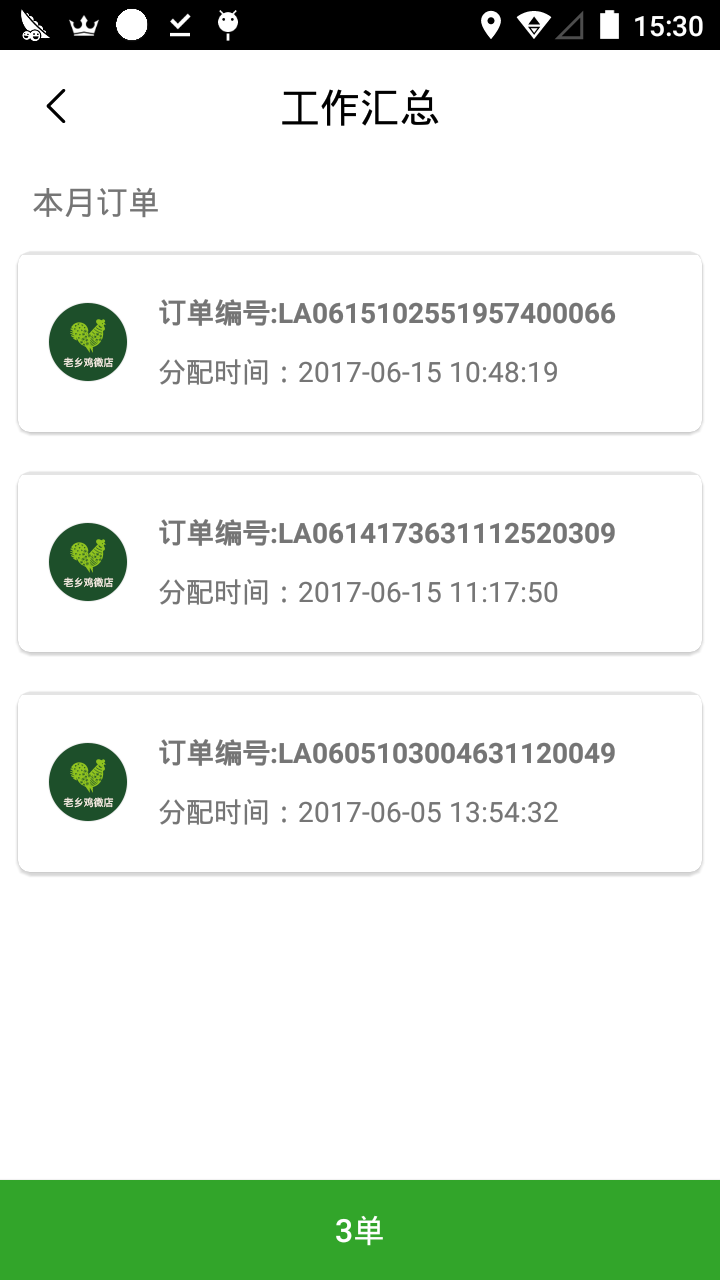 15:30
工作汇总
本月订单
老乡鸡微店
订单编号:LA0615102551957400066
分配时间：2017-06-15 10:48:19
老乡鸡微店
订单编号:LA0614173631112520309
分配时间：2017-06-15 11:17:50
老乡鸡微店
订单编号:LA0605103004631120049
分配时间：2017-06-05 13:54:32
3单